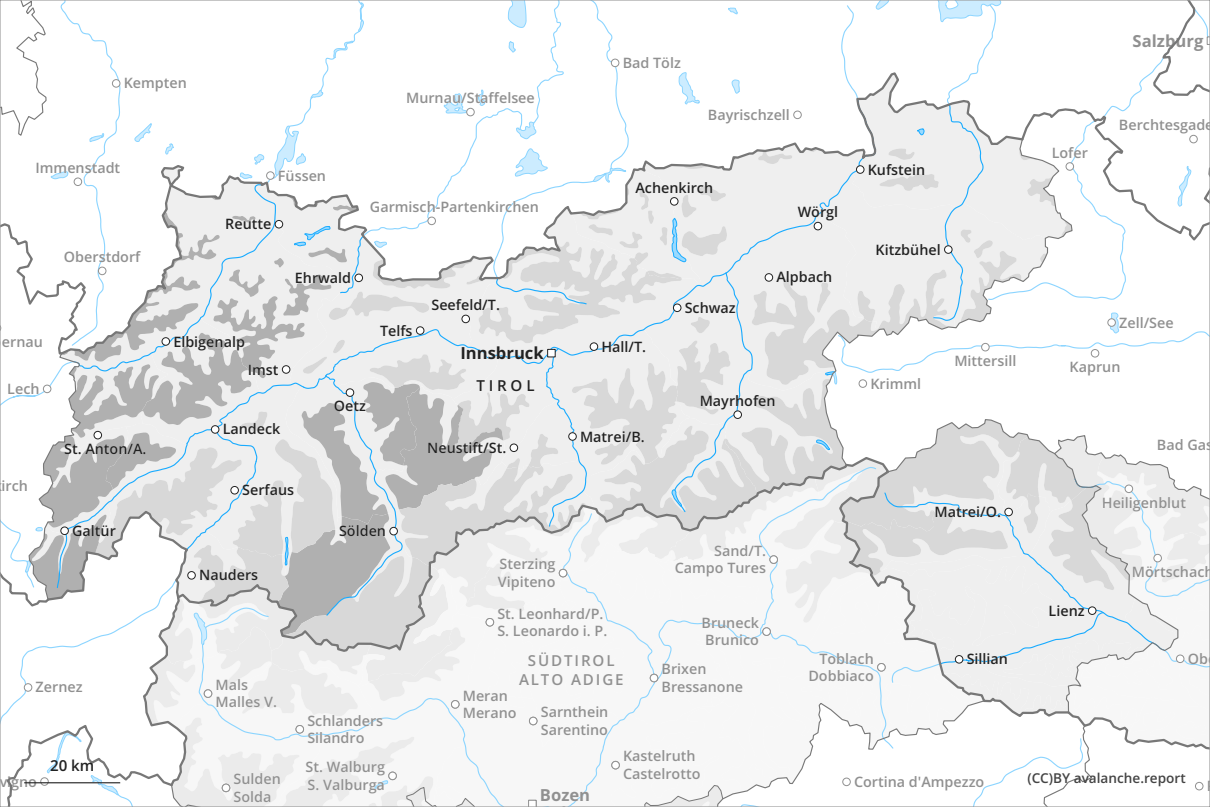 Salzburg
Kempten
Bad Tölz
Murnau/Staffelsee
Bayrischzell
Berchtesgade
Immenstadt
Füssen
Lofer
Kufstein
Achenkirch
Garmisch-Partenkirchen
Wörgl
Reutte
Kitzbühel
Oberstdorf
Ehrwald
Alpbach
Seefeld/T.
Schwaz
Telfs
Zell/See
ernau
Elbigenalp
Innsbruck
Hall/T.
Mittersill
Kaprun
Imst
TIROL
Krimml
Lech
Oetz
Mayrhofen
Landeck
Matrei/B.
St. Anton/A.
Neustift/St.
Bad Gas
irch
Serfaus
Heiligenblut
Matrei/O.
Galtür
Sölden
Sand/T.
Campo Tures
Sterzing
Vipiteno
Mörtschach
Nauders
St. Leonhard/P.
S. Leonardo i. P.
Lienz
Bruneck
Brunico
SÜDTIROL
ALTO ADIGE
Sillian
Obe
Toblach
Dobbiaco
Brixen
Bressanone
Zernez
Mals
Malles V.
Meran
Merano
Sarnthein
Sarentino
Schlanders
Silandro
Kastelruth
Castelrotto
St. Walburg
S. Valburga
20 km
vigno
Sulden
Solda
Cortina d'Ampezzo
(CC)BY avalanche.report
Bozen